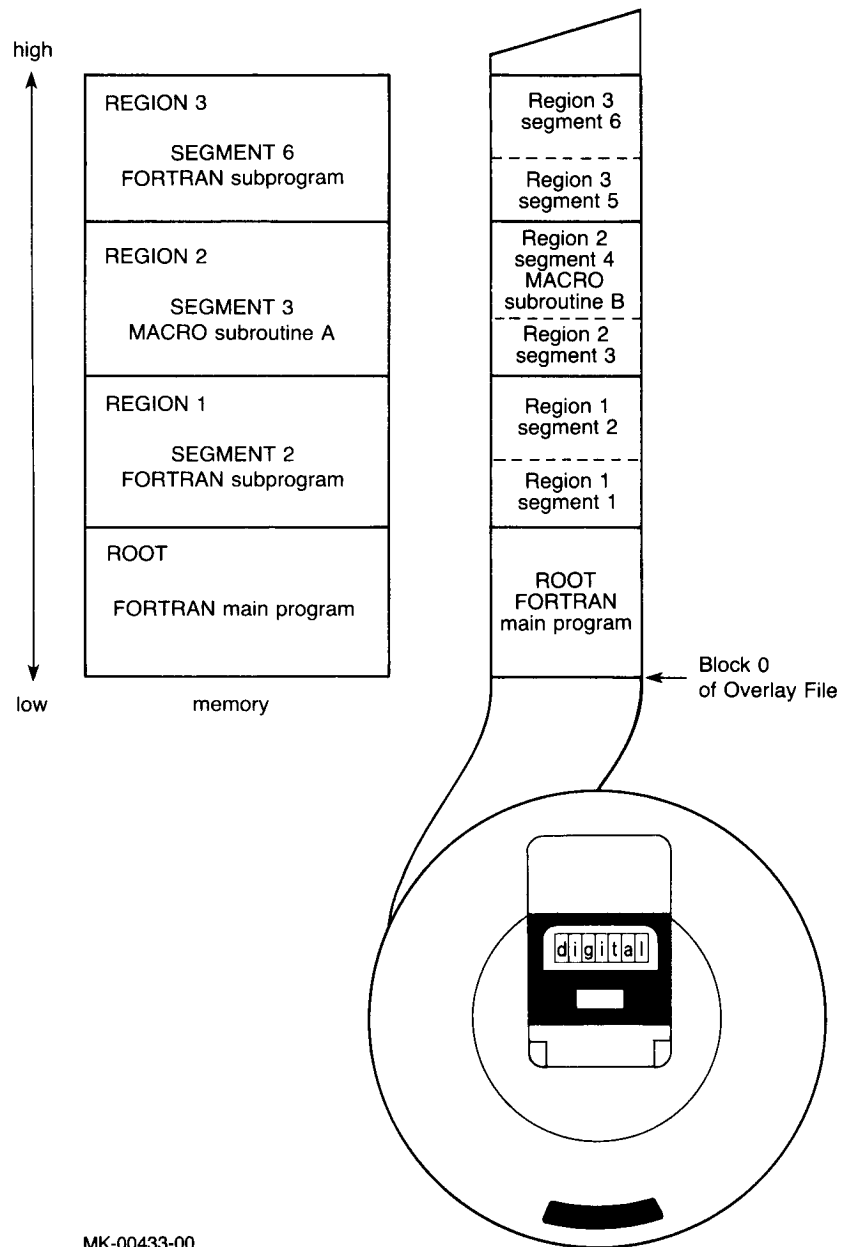 high
REGION 3
SEGMENT 6
FORTRAN subprogram
REGION 2
SEGMENT 3
MACRO subroutine A
REGION 1
SEGMENT 2
FORTRAN subprogram
ROOT
FORTRAN main program
low
memory
Region 3
segment 6
Region 3
segment 5
Region 2
segment 4
MACRO
subroutine B
Region 2
segment 3
Region 1
segment 2
Region 1
segment 1
ROOT
FORTRAN
main program
Block 0
of Overlay File
digital
MK-00433-00